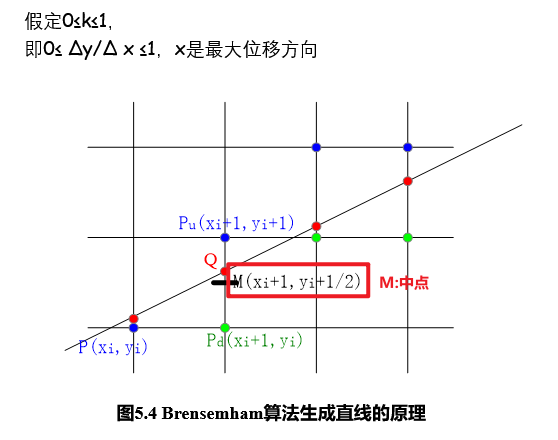 假定0≤k≤1,
即0≤ Δy/Δ x ≤1, x是最大位移方向
Pu(xi+1,yi+1)
Q
M(xi+1,yi+1/2)
M:中点
P(xi,yi)
Pd(xi+1,yi)
图5.4 Brensemham算法生成直线的原理